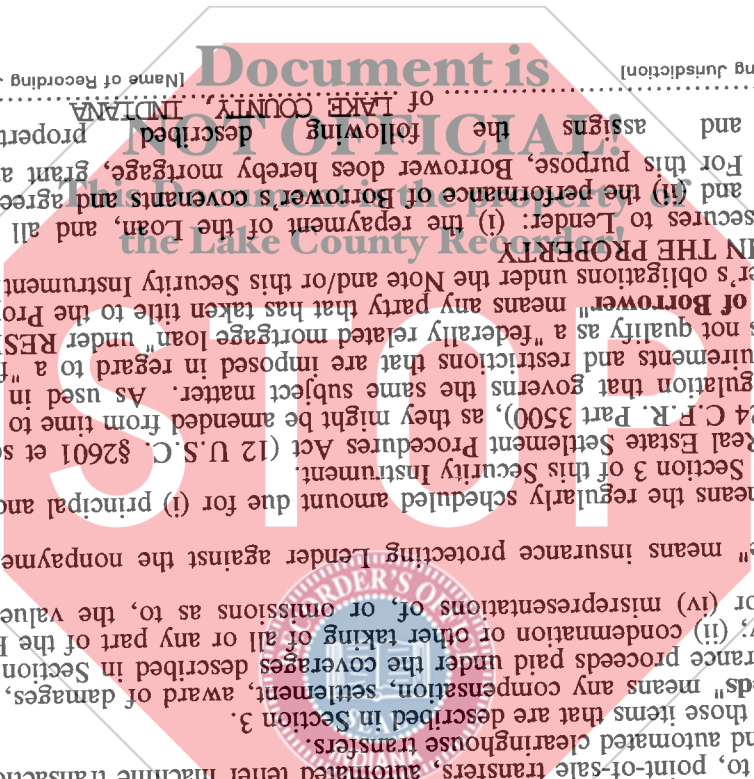 Document is
NOT OFFICIAL!
This Document is the property of
the Lake County Recorder!
STOP
to, point-of-sale transfers, automated teller machine transactio
nd automated clearinghouse transfers.
those items that are described in Section 3.
ds" means any compensation, settlement, award of damages,
rance proceeds paid under the coverages described in Section
, (ii) condemnation or other taking of all or any part of the P
or (iv) misrepresentations of, or omissions as to, the value
e" means insurance protecting Lender against the nonpaymen
means the regularly scheduled amount due for (i) principal and
Section 3 of this Security Instrument.
Real Estate Settlement Procedures Act (12 U.S.C. §2601 et se
24 C.F.R. Part 3500), as they might be amended from time to
gulation that governs the same subject matter. As used in
uirements and restrictions that are imposed in regard to a "f
s not qualify as a "federally related mortgage loan" under RES
of Borrower" means any party that has taken title to the Prop
er's obligations under the Note and/or this Security Instrument
IN THE PROPERTY
secures to Lender: (i) the repayment of the Loan, and all
and (ii) the performance of Borrower's covenants and agree
For this purpose, Borrower does hereby mortgage, grant a
and assigns the following described propert
of LAKE COUNTY, INDIANA
ng Jurisdiction] [Name of Recording J